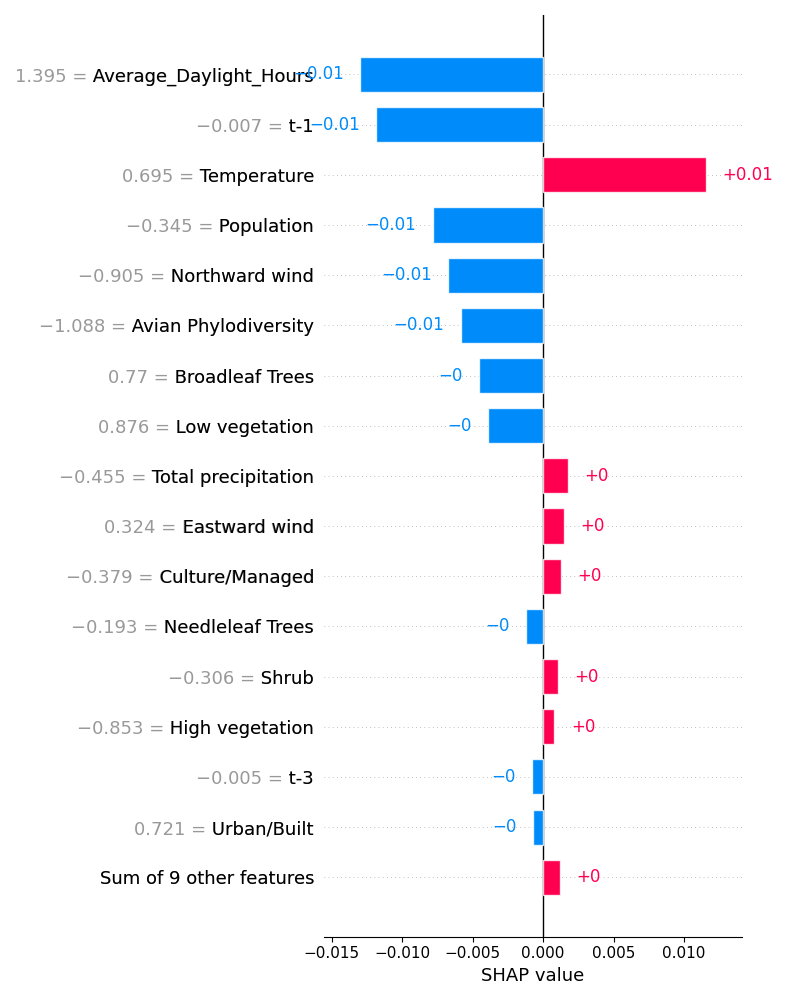 1.395 = Average_Daylight_Hours −0.01
−0.007 = t-1 −0.01
0.695 = Temperature +0.01
−0.345 = Population −0.01
−0.905 = Northward wind −0.01
−1.088 = Avian Phylodiversity −0.01
0.77 = Broadleaf Trees −0
0.876 = Low vegetation −0
−0.455 = Total precipitation +0
0.324 = Eastward wind +0
−0.379 = Culture/Managed +0
−0.193 = Needleleaf Trees −0
−0.306 = Shrub +0
−0.853 = High vegetation +0
−0.005 = t-3 −0
0.721 = Urban/Built −0
Sum of 9 other features +0
−0.015 −0.010 −0.005 0.000 0.005 0.010
SHAP value